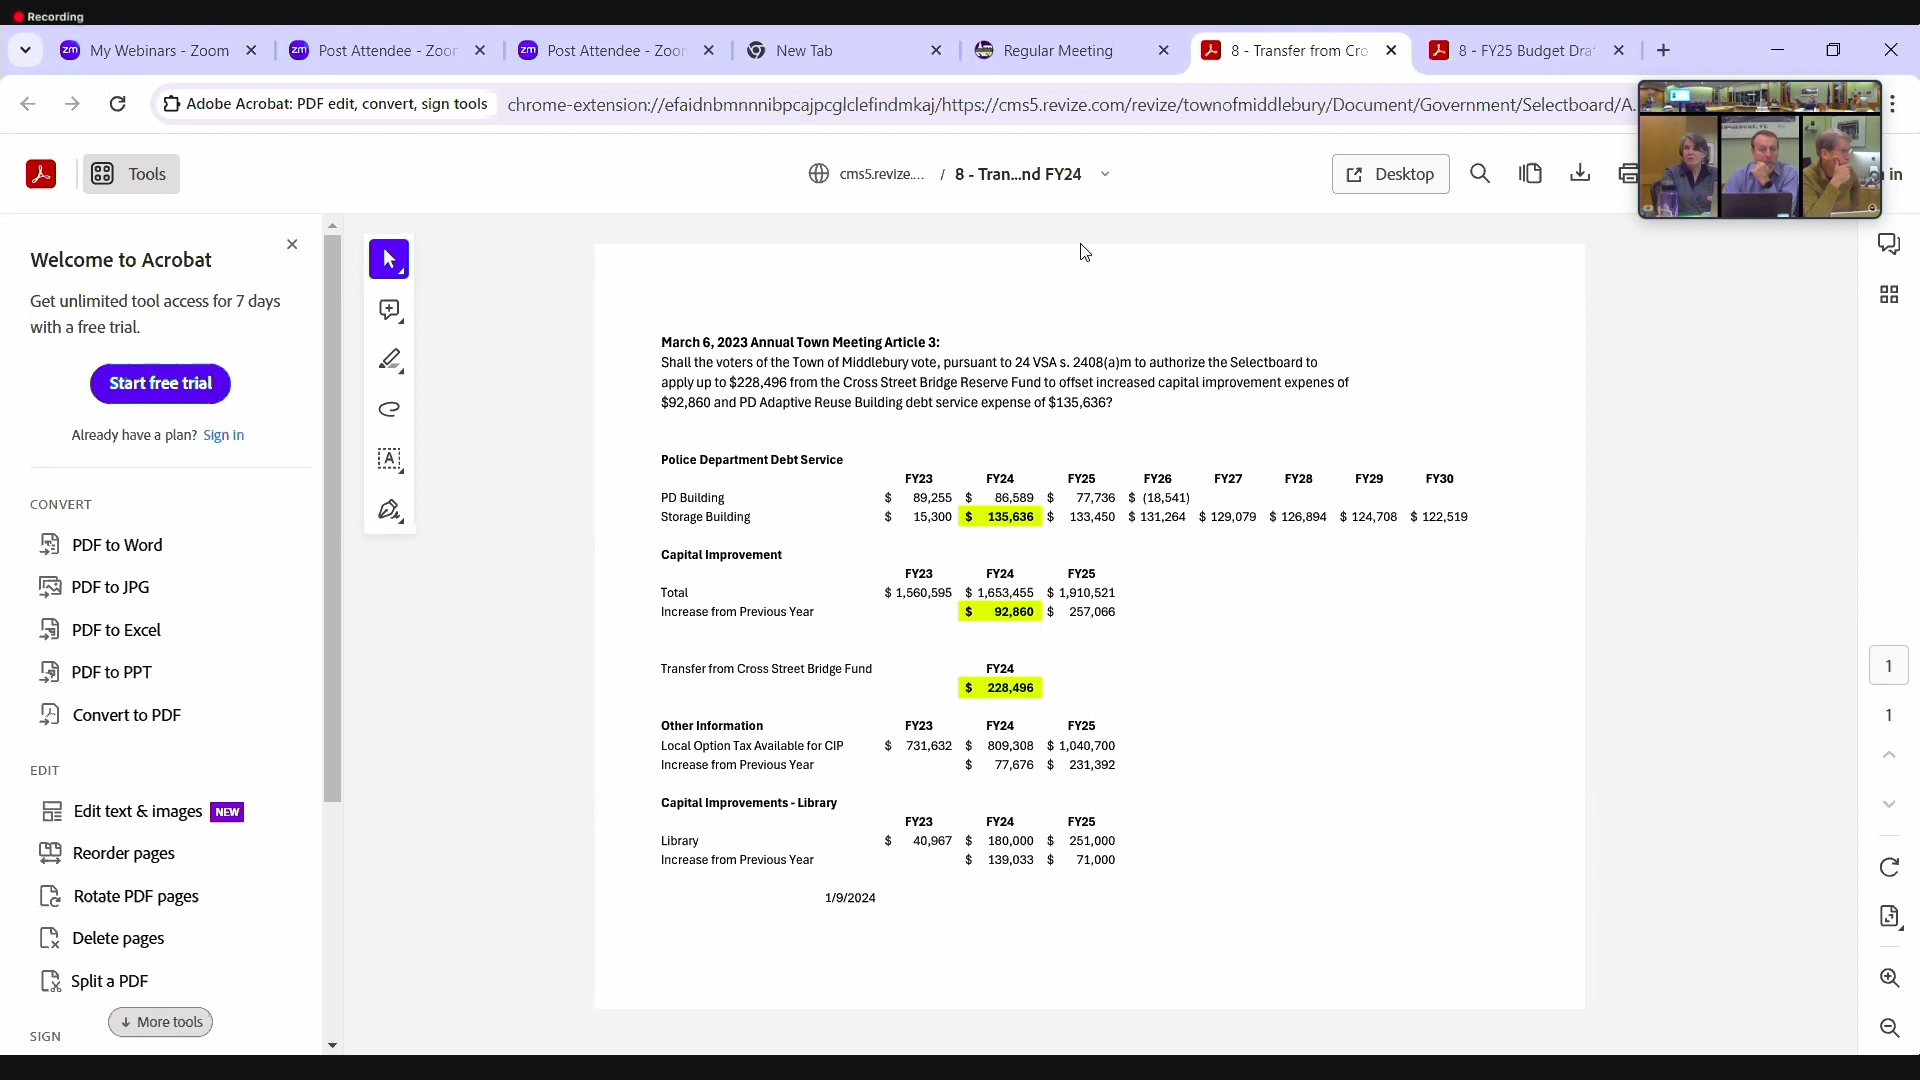 Recording
My Webinars - Zoom
Post Attendee - Zoom
Post Attendee - Zoom
New Tab
Regular Meeting
8 - Transfer from Cro
8 - FY25 Budget Dra
Adobe Acrobat: PDF edit, convert, sign tools
chrome-extension://efaidnbmnnnibpcajpcglclefindmkaj/https://cms5.revize.com/revize/townofmiddlebury/Document/Government/Selectboard/A...
Tools
cms5.revize.... / 8 - Tran...nd FY24
Desktop
in
Welcome to Acrobat
Get unlimited tool access for 7 days
with a free trial.
Start free trial
Already have a plan? Sign in
CONVERT
PDF to Word
PDF to JPG
PDF to Excel
PDF to PPT
Convert to PDF
EDIT
Edit text & images NEW
Reorder pages
Rotate PDF pages
Delete pages
Split a PDF
More tools
SIGN
March 6, 2023 Annual Town Meeting Article 3:
Shall the voters of the Town of Middlebury vote, pursuant to 24 VSA s. 2408(a)m to authorize the Selectboard to
apply up to $228,496 from the Cross Street Bridge Reserve Fund to offset increased capital improvement expenes of
$92,860 and PD Adaptive Reuse Building debt service expense of $135,636?
Police Department Debt Service
FY23 FY24 FY25 FY26 FY27 FY28 FY29 FY30
PD Building $ 89,255 $ 86,589 $ 77,736 $ (18,541)
Storage Building $ 15,300 $ 135,636 $ 133,450 $ 131,264 $ 129,079 $ 126,894 $ 124,708 $ 122,519
Capital Improvement
FY23 FY24 FY25
Total $ 1,560,595 $ 1,653,455 $ 1,910,521
Increase from Previous Year $ 92,860 $ 257,066
Transfer from Cross Street Bridge Fund FY24
$ 228,496
Other Information FY23 FY24 FY25
Local Option Tax Available for CIP $ 731,632 $ 809,308 $ 1,040,700
Increase from Previous Year $ 77,676 $ 231,392
Capital Improvements - Library
FY23 FY24 FY25
Library $ 40,967 $ 180,000 $ 251,000
Increase from Previous Year $ 139,033 $ 71,000
1/9/2024
1
1